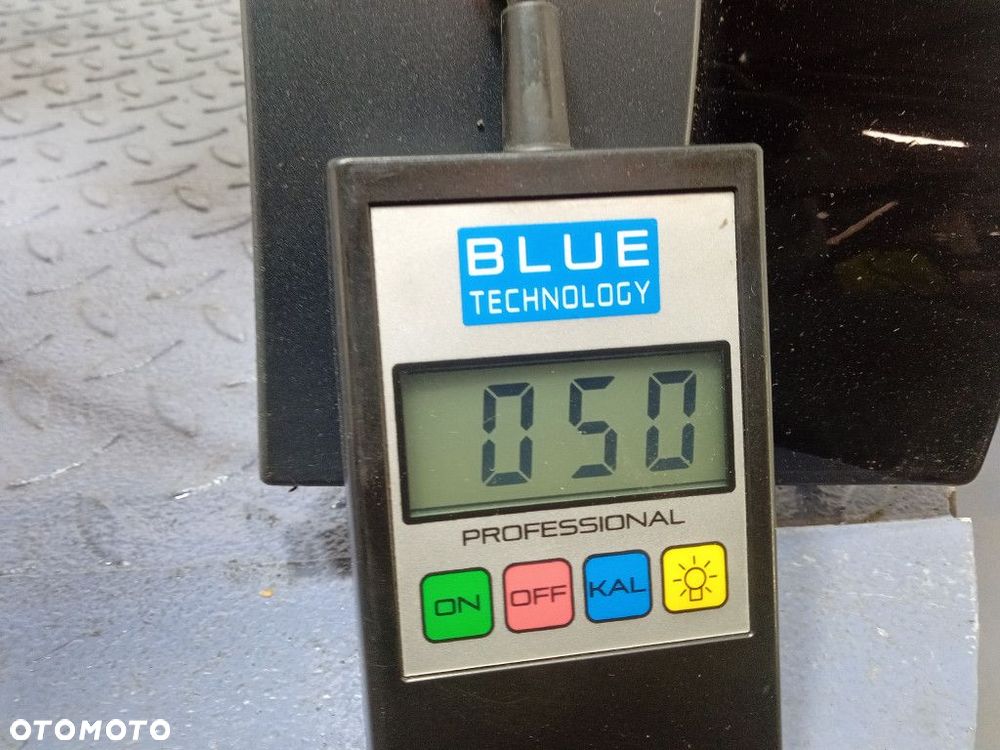 BLUE
TECHNOLOGY
050
PROFESSIONAL
ON OFF KAL
OTOMOTO